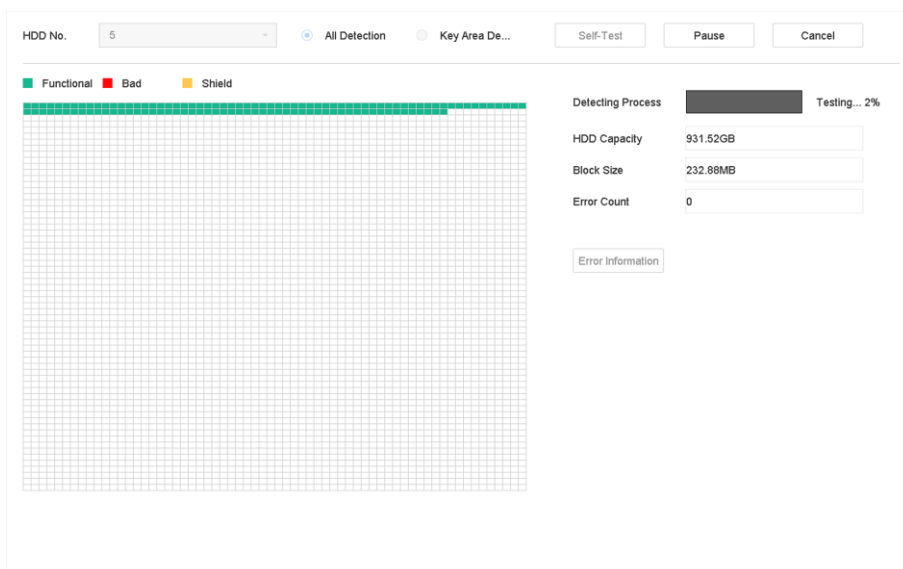 HDD No. 5 All Detection Key Area De... Self-Test Pause Cancel
Functional Bad Shield
Detecting Process Testing... 2%
HDD Capacity 931.52GB
Block Size 232.88MB
Error Count 0
Error Information